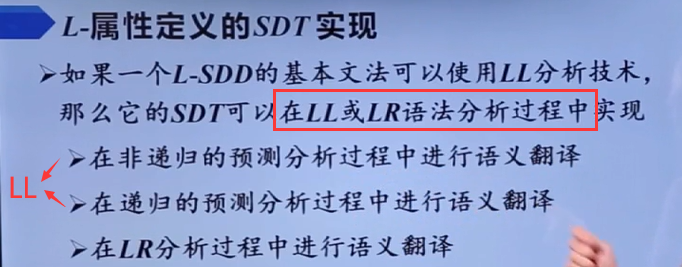 L-属性定义的SDT 实现
➢如果一个L-SDD的基本文法可以使用LL分析技术，
那么它的SDT可以在LL或LR语法分析过程中实现
➢在非递归的预测分析过程中进行语义翻译
LL
➢在递归的预测分析过程中进行语义翻译
➢在LR分析过程中进行语义翻译